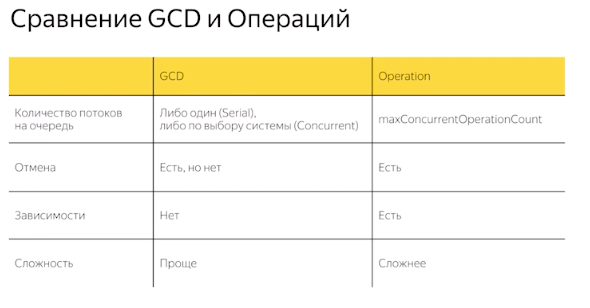 Сравнение GCD и Операций
GCD Operation
Количество потоков
на очередь
Либо один (Serial),
либо по выбору системы (Concurrent)
maxConcurrentOperationCount
Отмена Есть, но нет Есть
Зависимости Нет Есть
Сложность Проще Сложнее